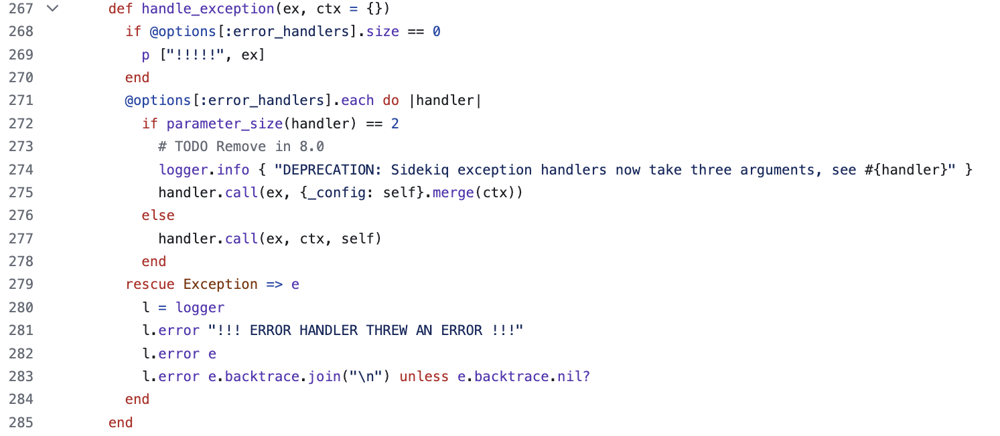 267 def handle_exception(ex, ctx = {})
268 if @options[:error_handlers].size == 0
269 p ["!!!!!", ex]
270 end
271 @options[:error_handlers].each do |handler|
272 if parameter_size(handler) == 2
273 # TODO Remove in 8.0
274 logger.info { "DEPRECATION: Sidekiq exception handlers now take three arguments, see #{handler}" }
275 handler.call(ex, {_config: self}.merge(ctx))
276 else
277 handler.call(ex, ctx, self)
278 end
279 rescue Exception => e
280 l = logger
281 l.error "!!! ERROR HANDLER THREW AN ERROR !!!"
282 l.error e
283 l.error e.backtrace.join("\n") unless e.backtrace.nil?
284 end
285 end